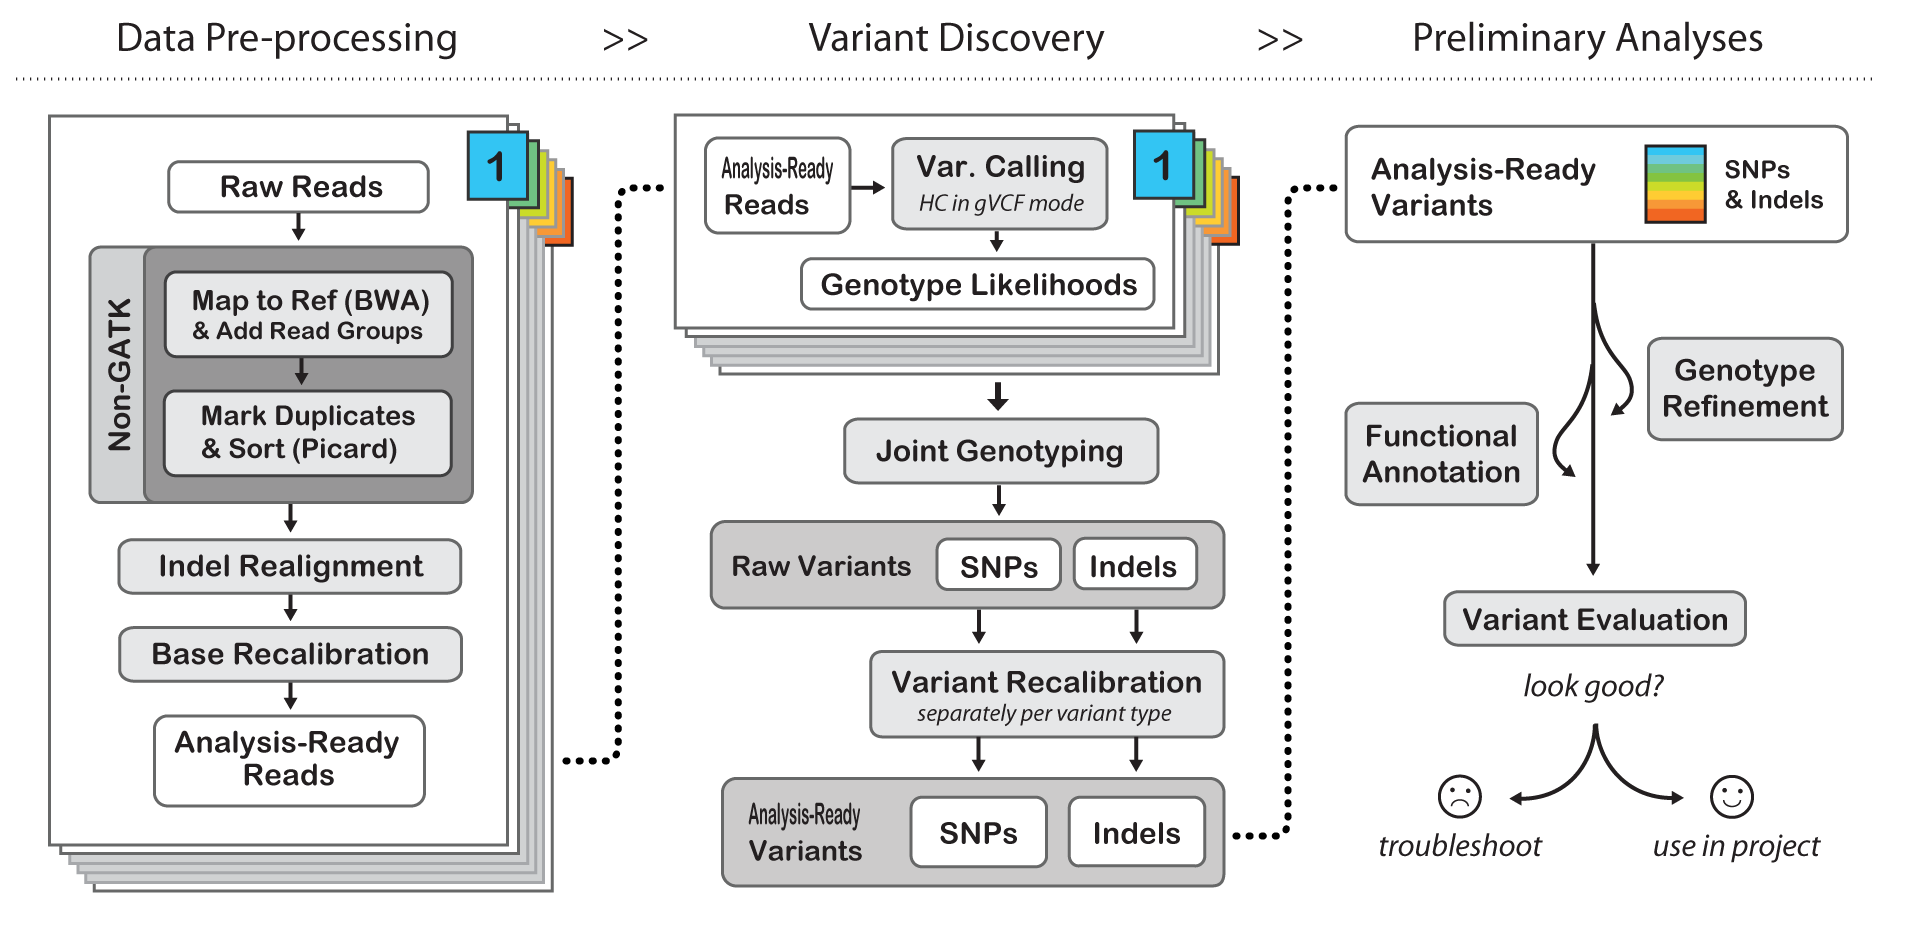 Data Pre-processing >> Variant Discovery >> Preliminary Analyses
1
Raw Reads
Non-GATK
Map to Ref (BWA)
& Add Read Groups
Mark Duplicates
& Sort (Picard)
Indel Realignment
Base Recalibration
Analysis-Ready
Reads
1
Analysis-Ready
Reads
Var. Calling
HC in gVCF mode
Genotype Likelihoods
Joint Genotyping
Raw Variants
SNPs
Indels
Variant Recalibration
separately per variant type
Analysis-Ready
Variants
SNPs
Indels
Analysis-Ready
Variants
SNPs
& Indels
Genotype
Refinement
Functional
Annotation
Variant Evaluation
look good?
troubleshoot
use in project